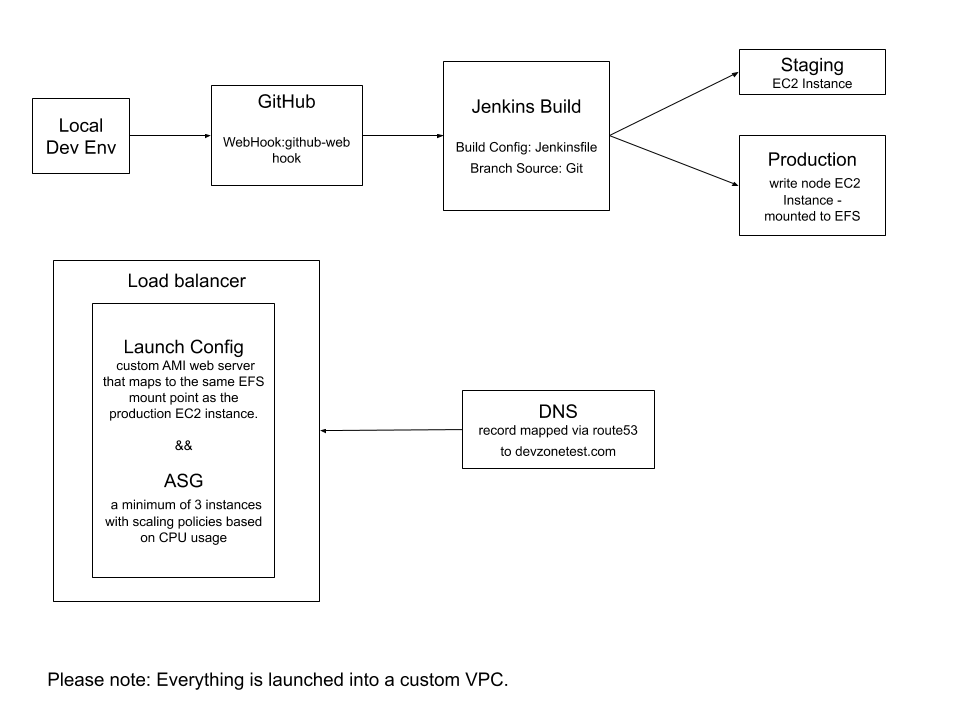 Local
Dev Env
GitHub
WebHook:github-web
hook
Jenkins Build
Build Config: Jenkinsfile
Branch Source: Git
Staging
EC2 Instance
Production
write node EC2
Instance -
mounted to EFS
Load balancer
Launch Config
custom AMI web server
that maps to the same EFS
mount point as the
production EC2 instance.
&&
ASG
a minimum of 3 instances
with scaling policies based
on CPU usage
DNS
record mapped via route53
to devzonetest.com
Please note: Everything is launched into a custom VPC.